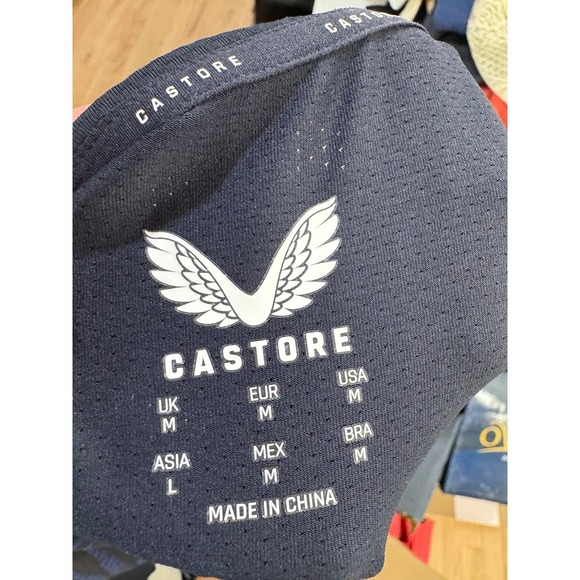 CASTORE
CASTORE
CASTORE
UK EUR USA
M M M
ASIA MEX BRA
L M M
MADE IN CHINA